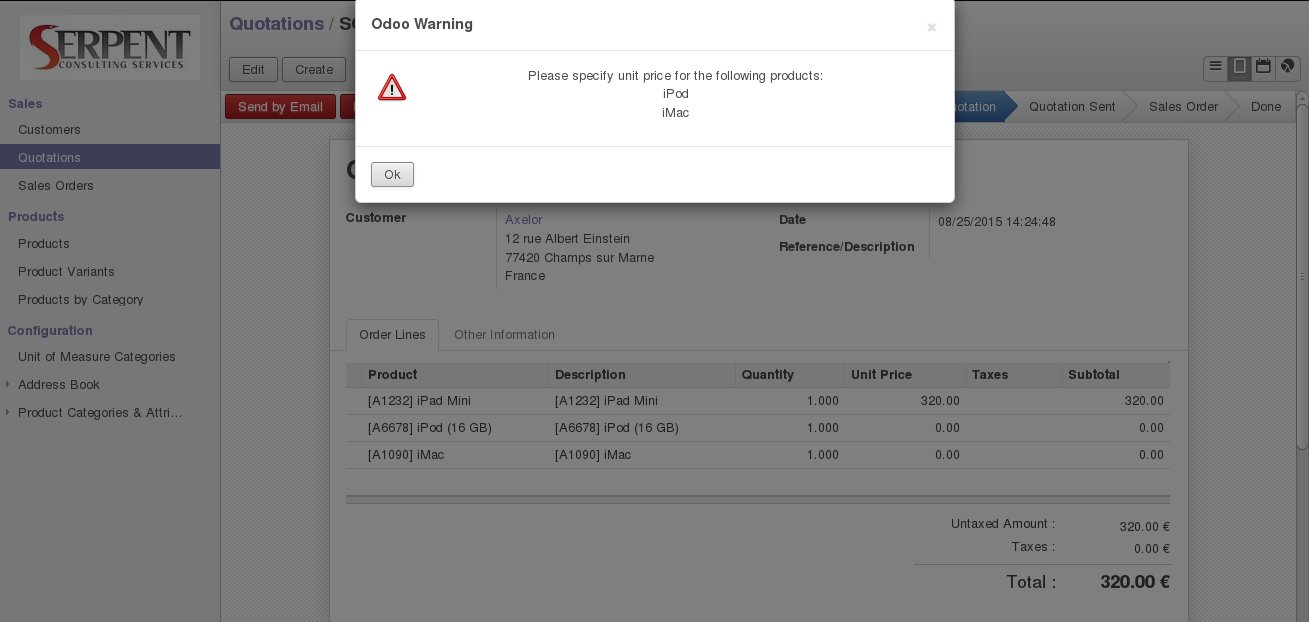 SERPENT
CONSULTING SERVICES
Sales
Customers
Quotations
Sales Orders
Products
Products
Product Variants
Products by Category
Configuration
Unit of Measure Categories
Address Book
Product Categories & Attri...
Quotations /
Edit Create
Send by Email
Odoo Warning ×
Please specify unit price for the following products:
iPod
iMac
Ok
Quotation Sent Sales Order Done
Customer
Axelor
12 rue Albert Einstein
77420 Champs sur Marne
France
Date 08/25/2015 14:24:48
Reference/Description
Order Lines Other Information
Product Description Quantity Unit Price Taxes Subtotal
[A1232] iPad Mini [A1232] iPad Mini 1.000 320.00 320.00
[A6678] iPod (16 GB) [A6678] iPod (16 GB) 1.000 0.00 0.00
[A1090] iMac [A1090] iMac 1.000 0.00 0.00
Untaxed Amount : 320.00 €
Taxes : 0.00 €
Total : 320.00 €